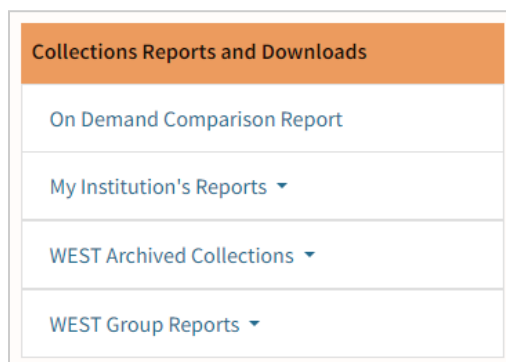 Collections Reports and Downloads
On Demand Comparison Report
My Institution's Reports
WEST Archived Collections
WEST Group Reports